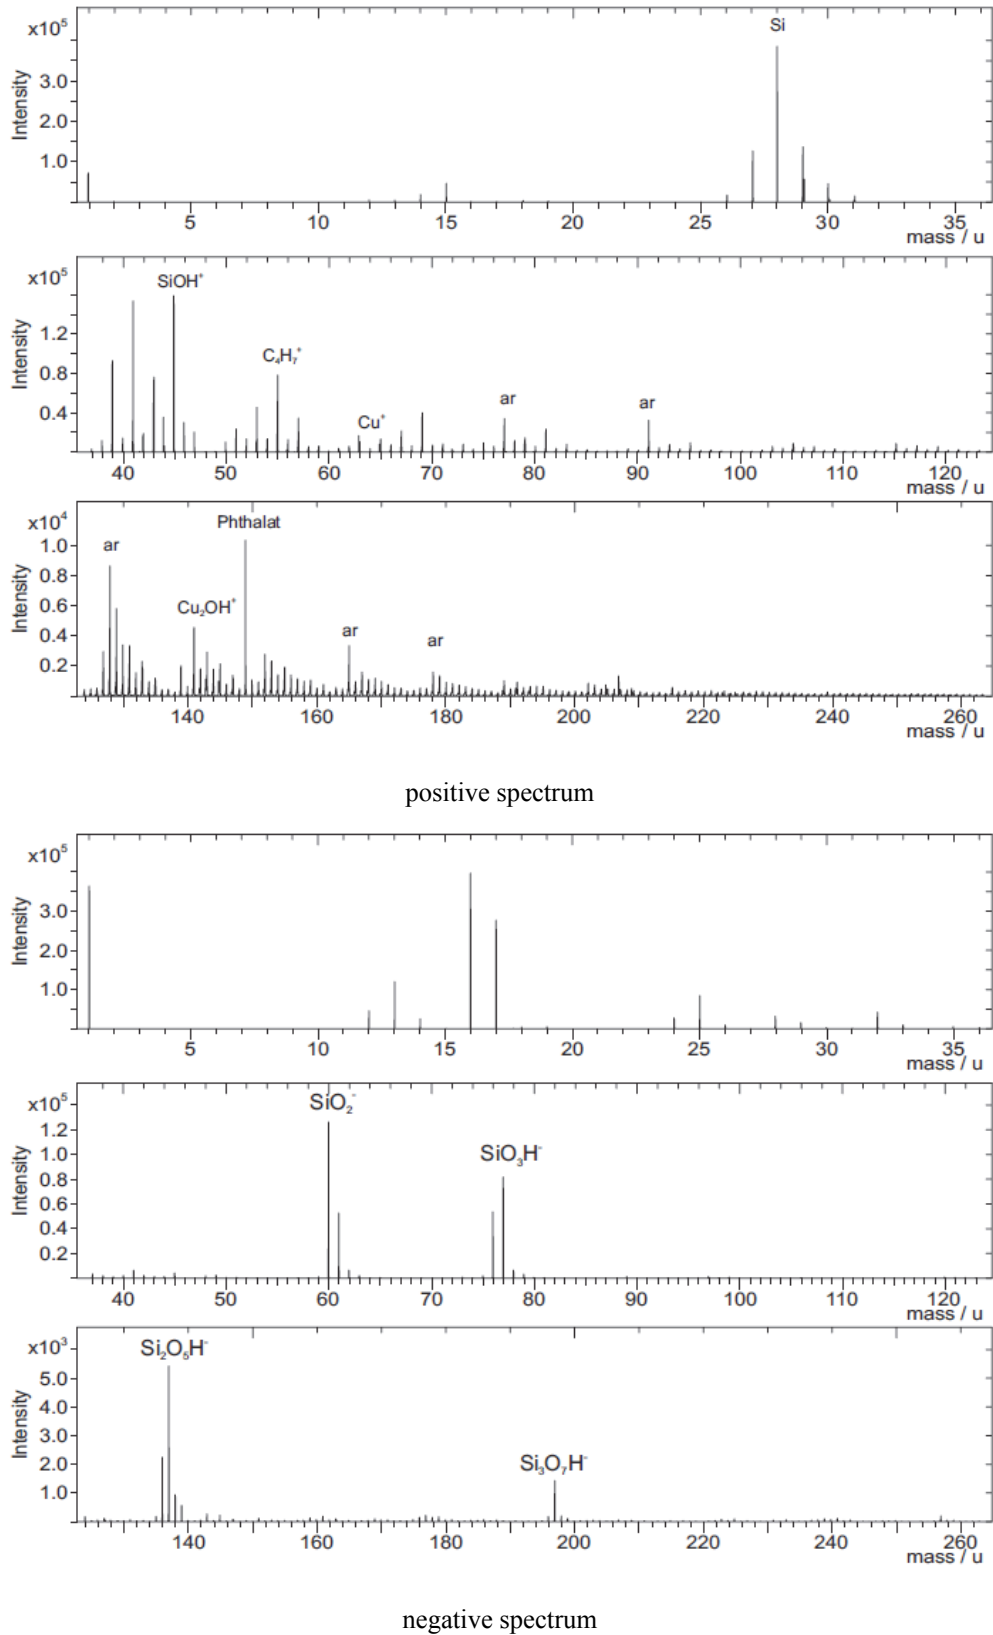 x10⁵
Intensity
3.0
2.0
1.0
Si
5 10 15 20 25 30 35
mass / u
x10⁵
Intensity
1.2
0.8
0.4
SiOH⁺
C₄H₇⁺
Cu⁺
ar
ar
40 50 60 70 80 90 100 110 120
mass / u
x10⁴
Intensity
1.0
0.8
0.6
0.4
0.2
ar
Phthalat
Cu₂OH⁺
ar
ar
140 160 180 200 220 240 260
mass / u
positive spectrum
x10⁵
Intensity
3.0
2.0
1.0
5 10 15 20 25 30 35
mass / u
x10⁵
Intensity
1.2
1.0
0.8
0.6
0.4
0.2
SiO₂⁻
SiO₃H⁻
40 50 60 70 80 90 100 110 120
mass / u
x10³
Intensity
5.0
4.0
3.0
2.0
1.0
Si₂O₅H⁻
Si₃O₇H⁻
140 160 180 200 220 240 260
mass / u
negative spectrum